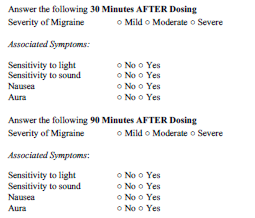 Answer the following 30 Minutes AFTER Dosing
Severity of Migraine ○ Mild ○ Moderate ○ Severe
Associated Symptoms:
Sensitivity to light ○ No ○ Yes
Sensitivity to sound ○ No ○ Yes
Nausea ○ No ○ Yes
Aura ○ No ○ Yes
Answer the following 90 Minutes AFTER Dosing
Severity of Migraine ○ Mild ○ Moderate ○ Severe
Associated Symptoms:
Sensitivity to light ○ No ○ Yes
Sensitivity to sound ○ No ○ Yes
Nausea ○ No ○ Yes
Aura ○ No ○ Yes